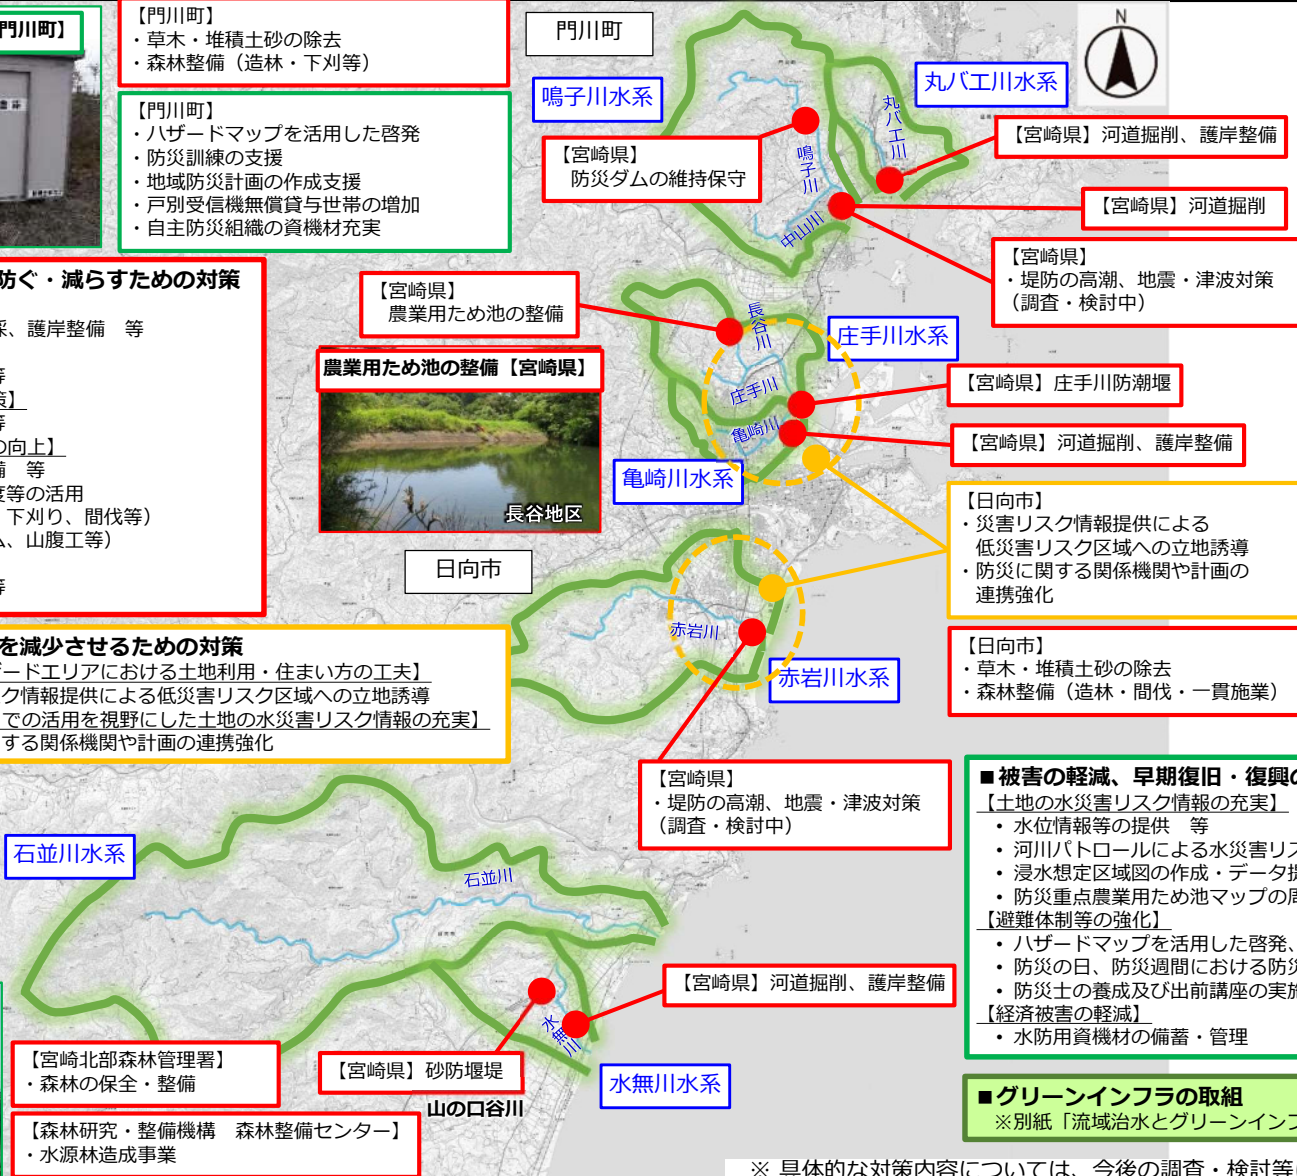 門川町】
【門川町】
・草木・堆積土砂の除去
・森林整備（造林・下刈等）
【門川町】
・ハザードマップを活用した啓発
・防災訓練の支援
・地域防災計画の作成支援
・戸別受信機無償貸与世帯の増加
・自主防災組織の資機材充実
門川町
N
鳴子川水系
丸バエ川水系
丸バエ川
鳴子川
中山川
【宮崎県】
防災ダムの維持保守
【宮崎県】河道掘削、護岸整備
【宮崎県】河道掘削
【宮崎県】
・堤防の高潮、地震・津波対策
（調査・検討中）
防ぐ・減らすための対策
採、護岸整備　等
等
策】
等
の向上】
備　等
度等の活用
下刈り、間伐等）
ム、山腹工等）
等
【宮崎県】
農業用ため池の整備
農業用ため池の整備【宮崎県】
長谷地区
長谷川
庄手川水系
庄手川
亀崎川
【宮崎県】庄手川防潮堰
【宮崎県】河道掘削、護岸整備
亀崎川水系
【日向市】
・災害リスク情報提供による
低災害リスク区域への立地誘導
・防災に関する関係機関や計画の
連携強化
日向市
赤岩川
赤岩川水系
【日向市】
・草木・堆積土砂の除去
・森林整備（造林・間伐・一貫施業）
を減少させるための対策
ザードエリアにおける土地利用・住まい方の工夫】
スク情報提供による低災害リスク区域への立地誘導
での活用を視野にした土地の水災害リスク情報の充実】
する関係機関や計画の連携強化
【宮崎県】
・堤防の高潮、地震・津波対策
（調査・検討中）
■被害の軽減、早期復旧・復興の
【土地の水災害リスク情報の充実】
• 水位情報等の提供　等
• 河川パトロールによる水災害リス
• 浸水想定区域図の作成・データ提
• 防災重点農業用ため池マップの周
【避難体制等の強化】
• ハザードマップを活用した啓発、
• 防災の日、防災週間における防災
• 防災士の養成及び出前講座の実施
【経済被害の軽減】
• 水防用資機材の備蓄・管理
石並川水系
石並川
【宮崎県】河道掘削、護岸整備
水無川
【宮崎県】砂防堰堤
山の口谷川
水無川水系
【宮崎北部森林管理署】
・森林の保全・整備
【森林研究・整備機構　森林整備センター】
・水源林造成事業
■グリーンインフラの取組
※別紙「流域治水とグリーンインフ
※ 具体的な対策内容については、今後の調査・検討等